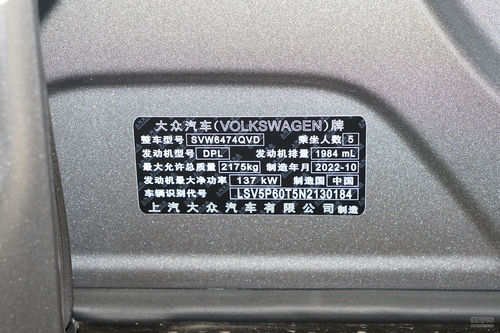 大众汽车(VOLKSWAGEN)牌
整车型号 SVW6474QVD 乘坐人数 5
发动机型号 DPL 发动机排量 1984 mL
最大允许总质量 2175kg 制造年月 2022-10
发动机最大净功率 137 kW 制造国 中国
车辆识别代号 LSV5P60T5N2130184
上汽大众汽车有限公司 制造